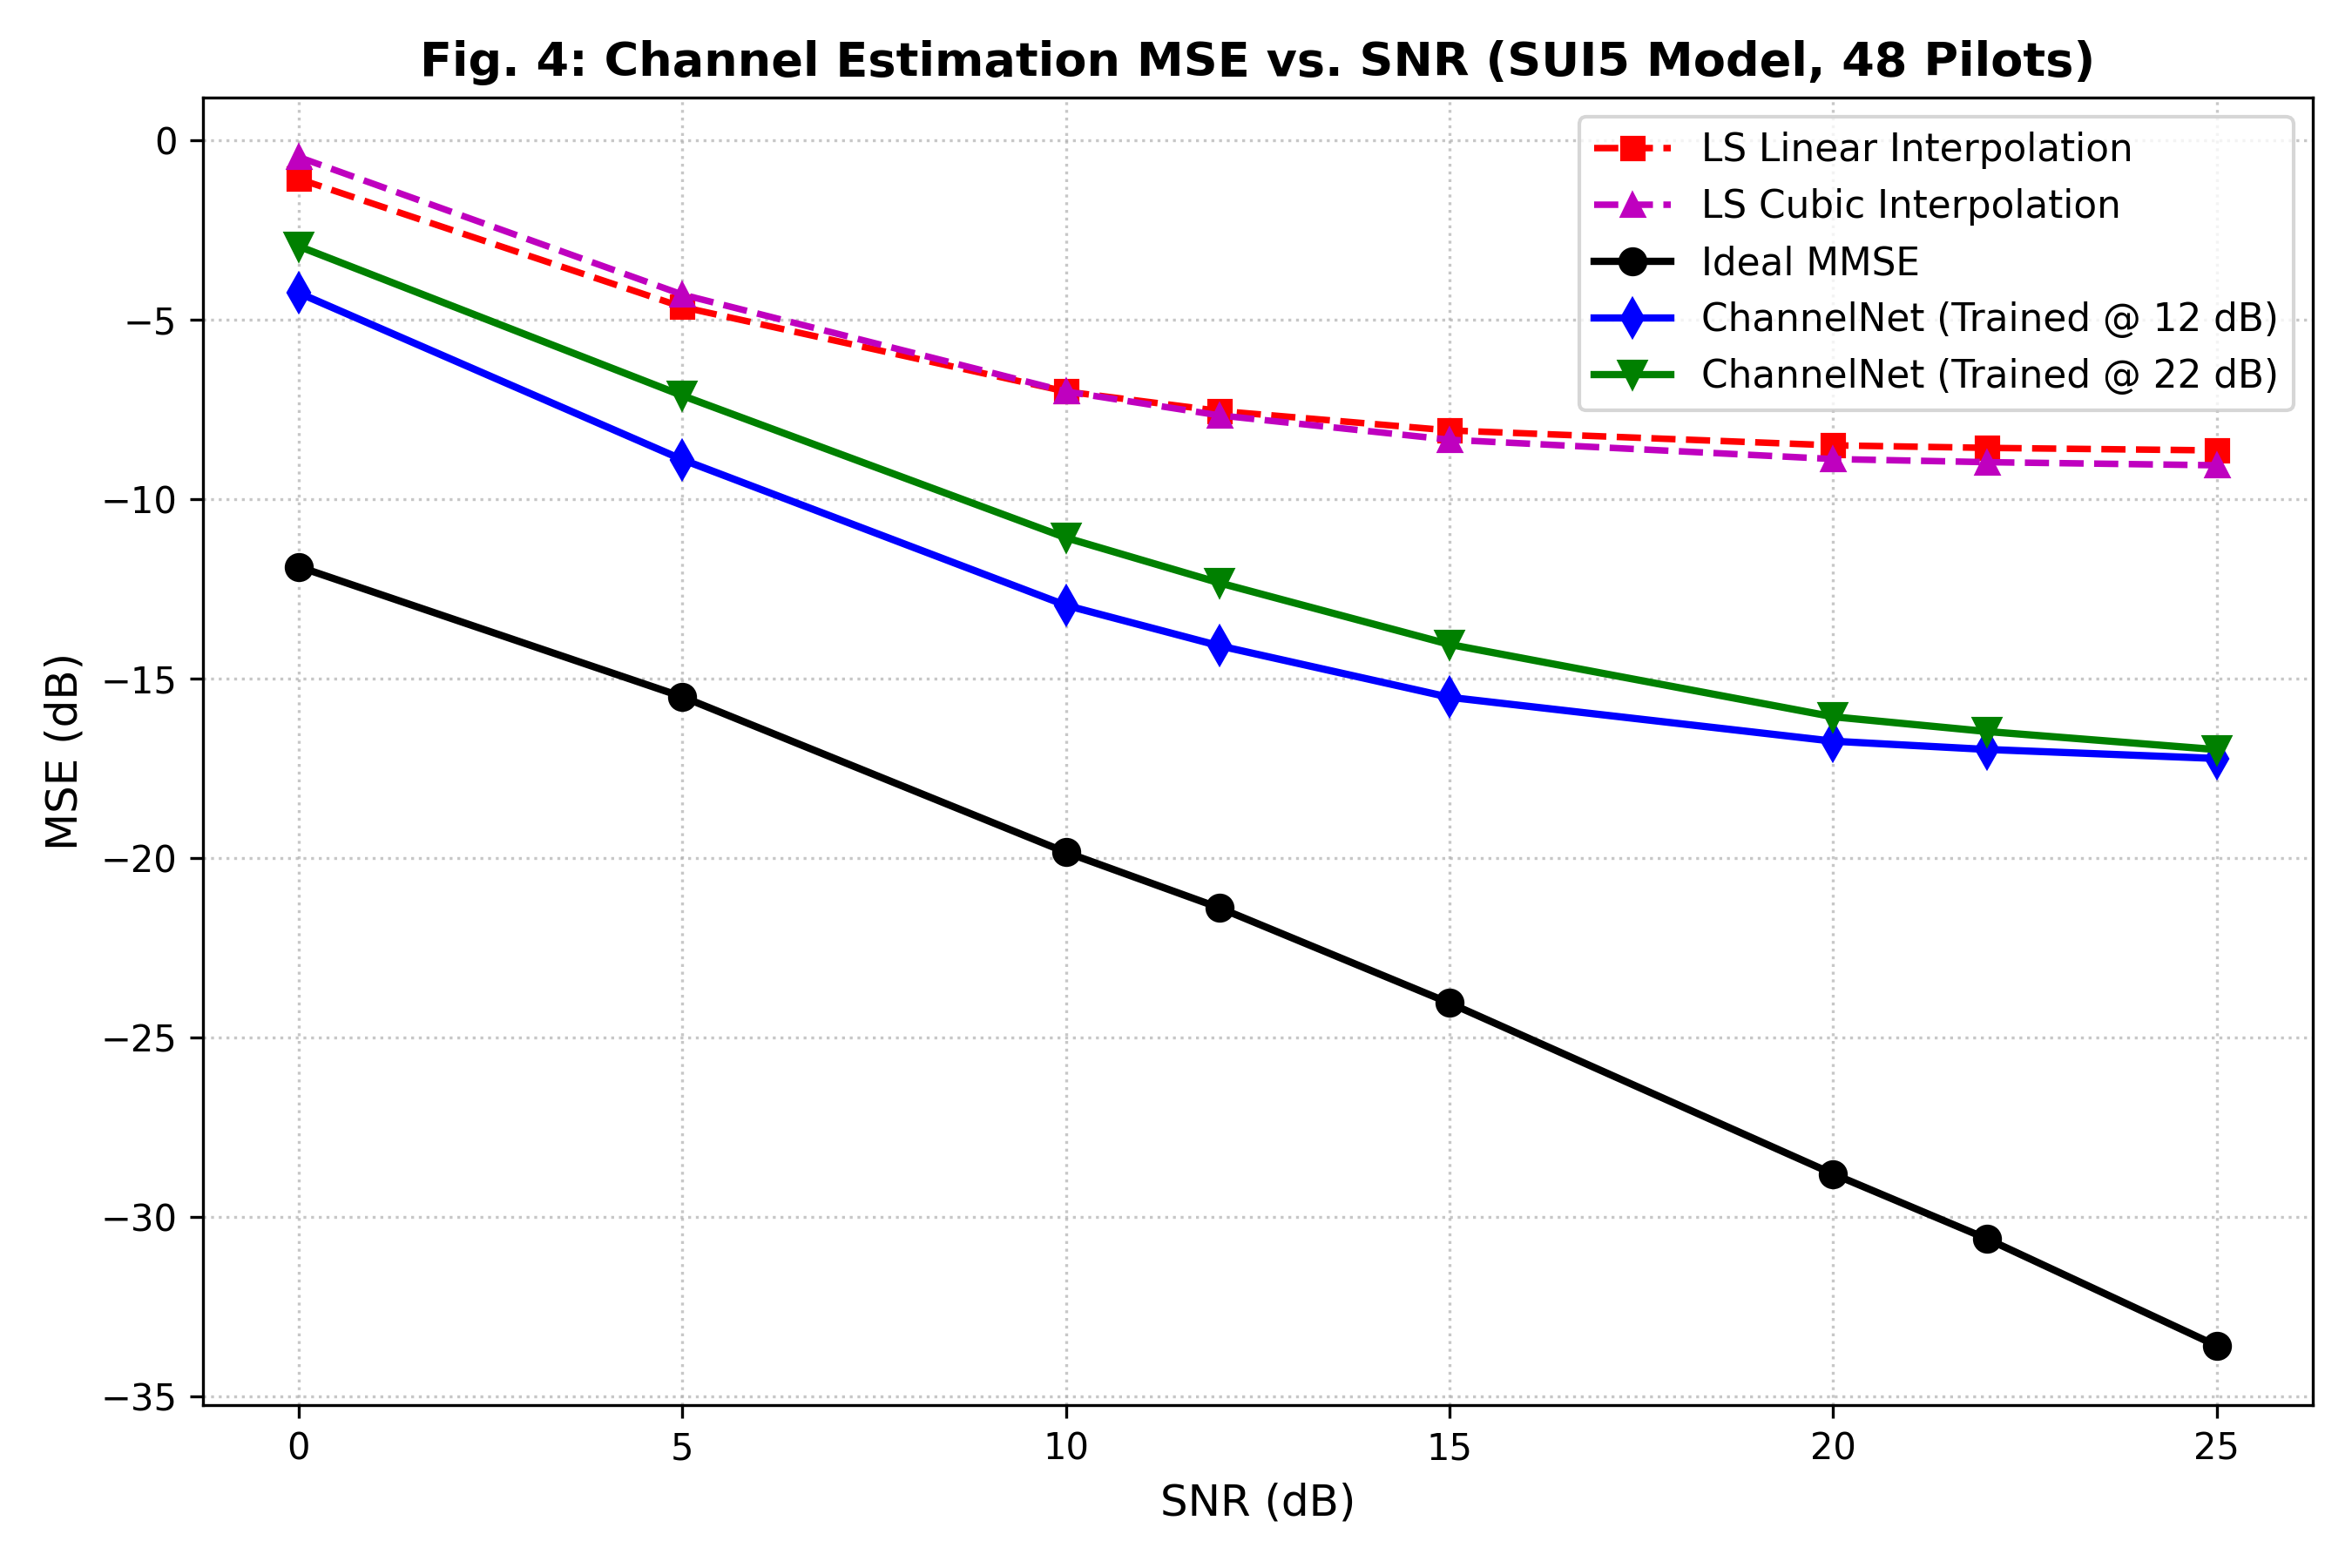 Fig. 4: Channel Estimation MSE vs. SNR (SUI5 Model, 48 Pilots)
LS Linear Interpolation
LS Cubic Interpolation
Ideal MMSE
ChannelNet (Trained @ 12 dB)
ChannelNet (Trained @ 22 dB)
MSE (dB)
0
−5
−10
−15
−20
−25
−30
−35
0 5 10 15 20 25
SNR (dB)